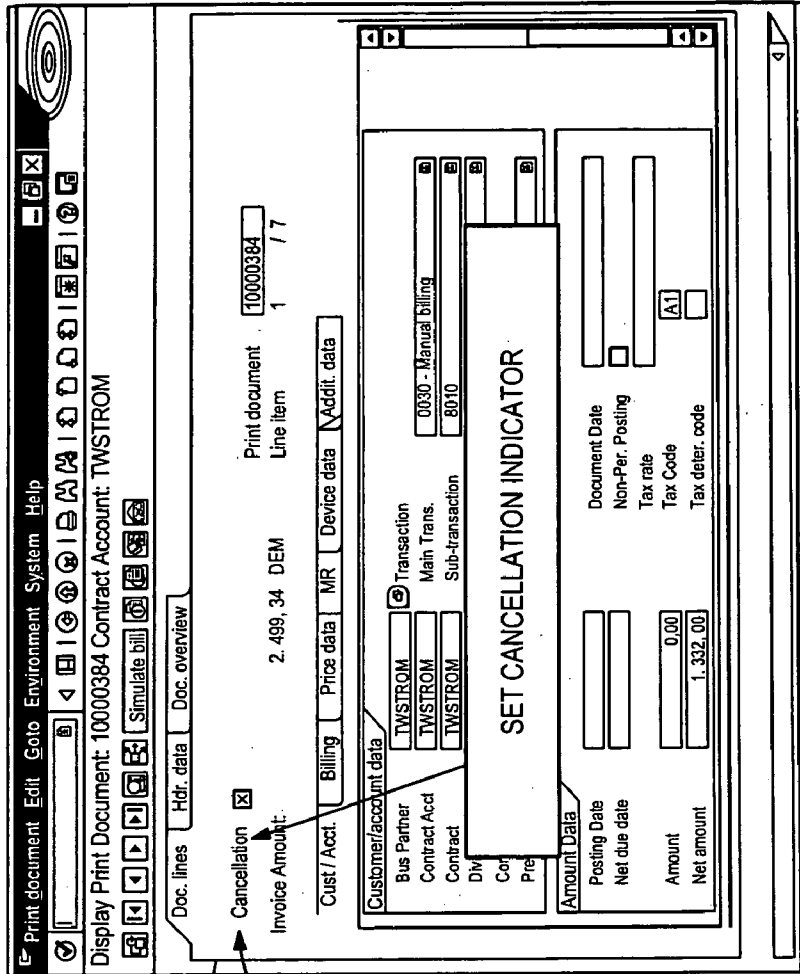 Print document Edit Goto Environment System Help
Display Print Document: 10000384 Contract Account: TWSTROM
Simulate bill
Doc. lines Hdr. data Doc. overview
Cancellation X Print document 10000384
Invoice Amount: 2. 499, 34 DEM Line item 1 / 7
Cust / Acct. Billing Price data MR Device data Addit. data
Customer/account data
Bus Partner TWSTROM Transaction
Contract Acct TWSTROM Main Trans. 0030 - Manual billing
Contract TWSTROM Sub-transaction 8010
Div
Con
Pre
SET CANCELLATION INDICATOR
Amount Data
Posting Date Document Date
Net due date Non-Per. Posting
Tax rate
Amount 0,00 Tax Code A1
Net amount 1. 332, 00 Tax deter. code